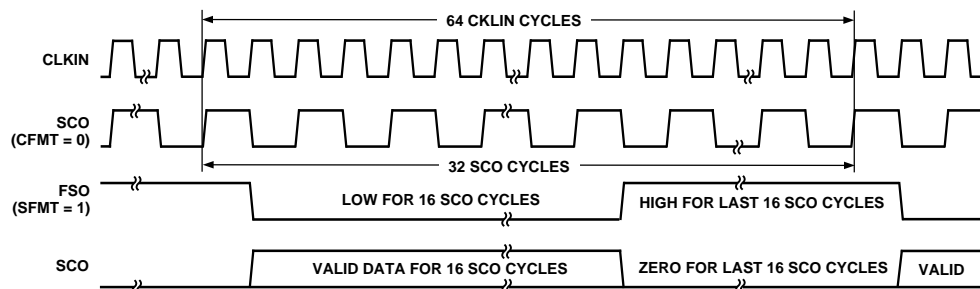 64 CKLIN CYCLES
CLKIN
SCO
(CFMT = 0)
32 SCO CYCLES
FSO
(SFMT = 1)
LOW FOR 16 SCO CYCLES
HIGH FOR LAST 16 SCO CYCLES
SCO
VALID DATA FOR 16 SCO CYCLES
ZERO FOR LAST 16 SCO CYCLES
VALID